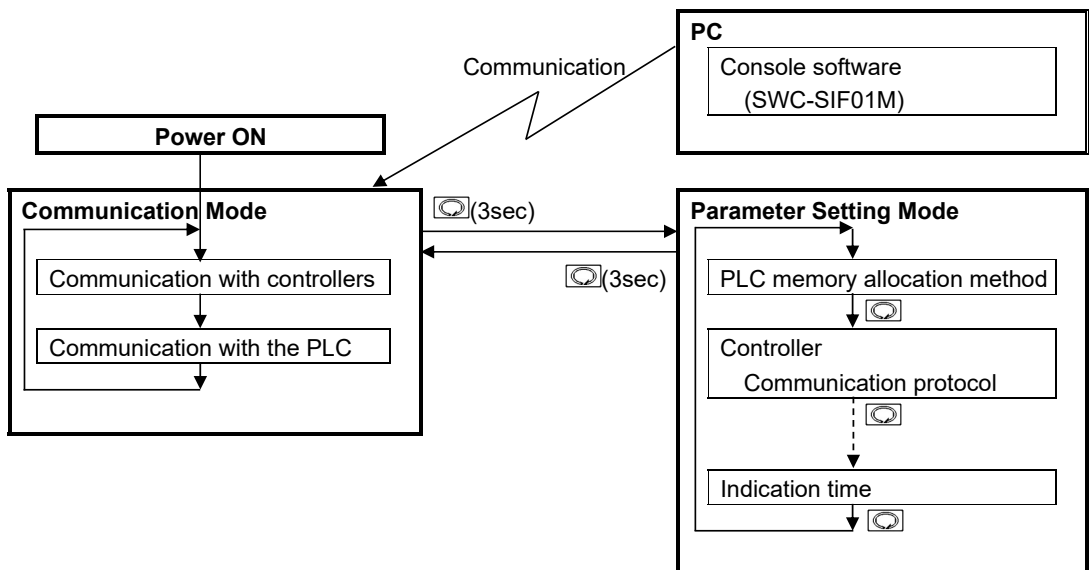 PC
Console software
(SWC-SIF01M)
Communication
Power ON
Communication Mode
Communication with controllers
Communication with the PLC
(3sec)
(3sec)
Parameter Setting Mode
PLC memory allocation method
Controller
Communication protocol
Indication time